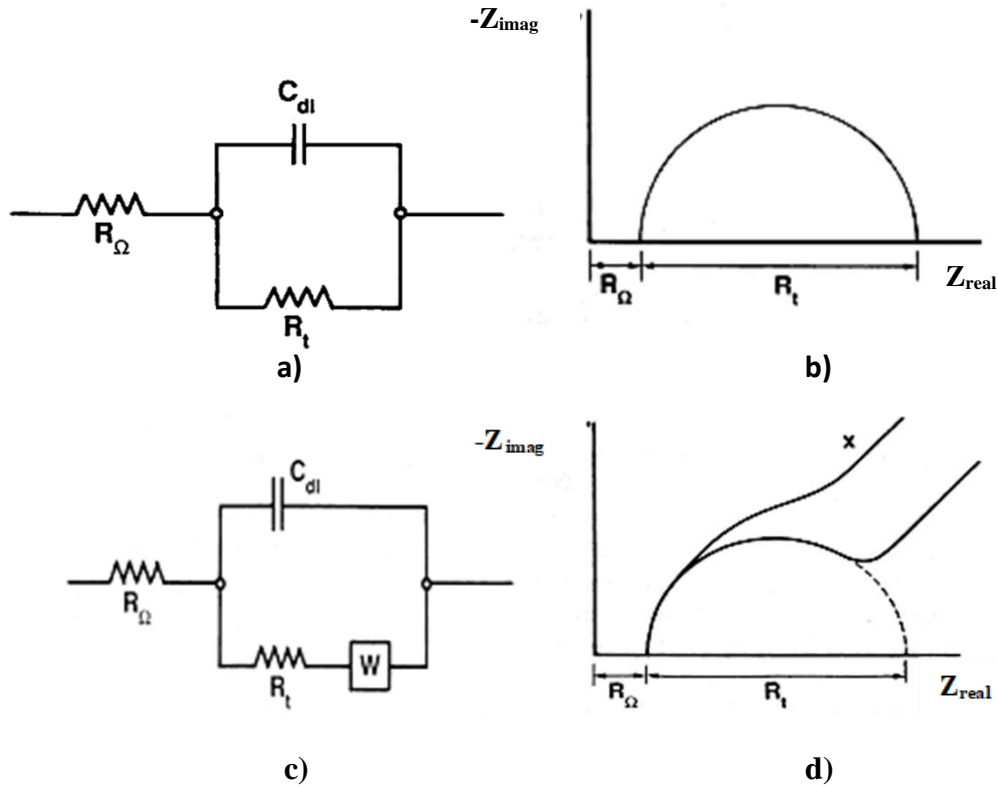 -Zimag
Cdl
RΩ
Rt
RΩ
Rt
Zreal
a)
b)
-Zimag
x
Cdl
RΩ
Rt
W
RΩ
Rt
Zreal
c)
d)